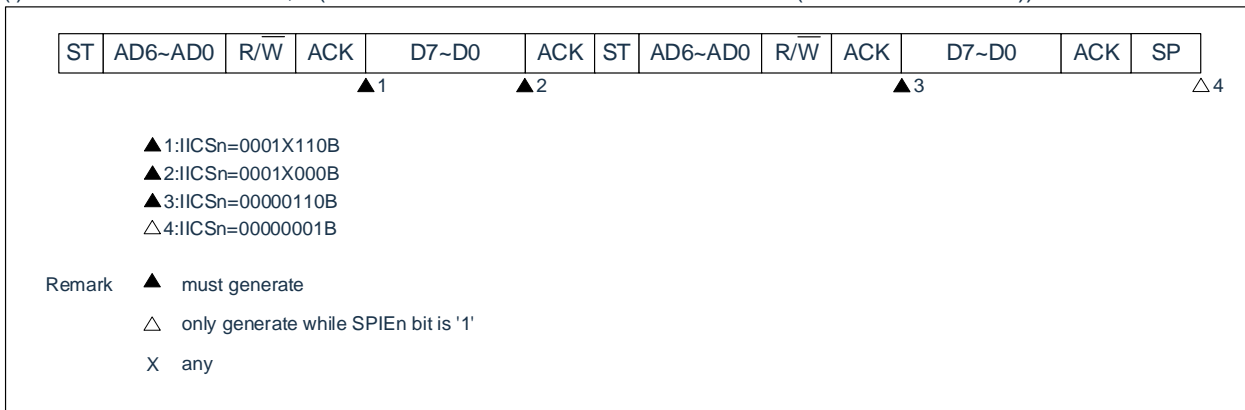 ST AD6~AD0 R/W ACK D7~D0 ACK ST AD6~AD0 R/W ACK D7~D0 ACK SP
▲1 ▲2 ▲3 △4
▲1:IICSn=0001X110B
▲2:IICSn=0001X000B
▲3:IICSn=00000110B
△4:IICSn=00000001B
Remark ▲ must generate
△ only generate while SPIEn bit is '1'
X any